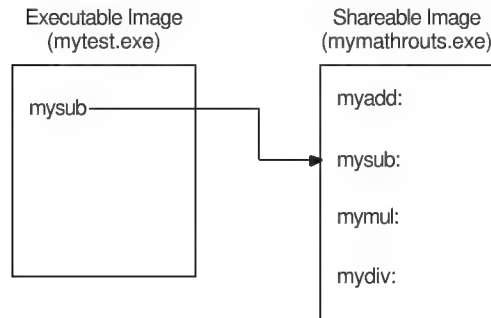 Executable Image
(mytest.exe)
Shareable Image
(mymathrouts.exe)
mysub
myadd:
mysub:
mymul:
mydiv: